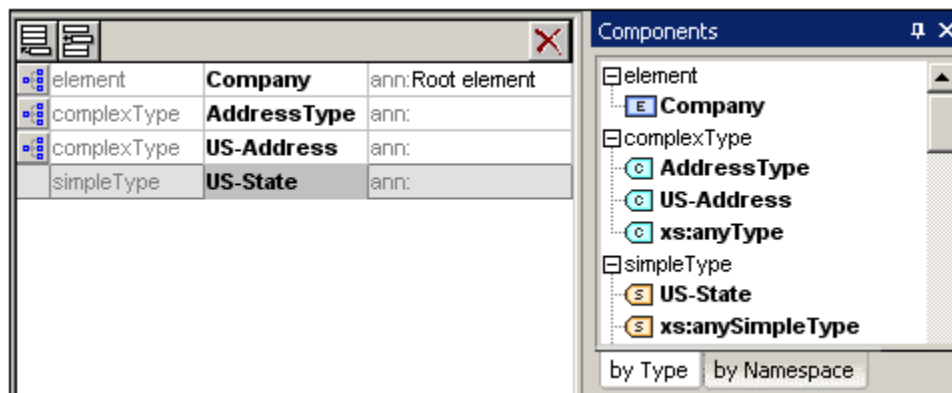 element Company ann:Root element
complexType AddressType ann:
complexType US-Address ann:
simpleType US-State ann:
Components
element
E Company
complexType
C AddressType
C US-Address
C xs:anyType
simpleType
S US-State
S xs:anySimpleType
by Type by Namespace